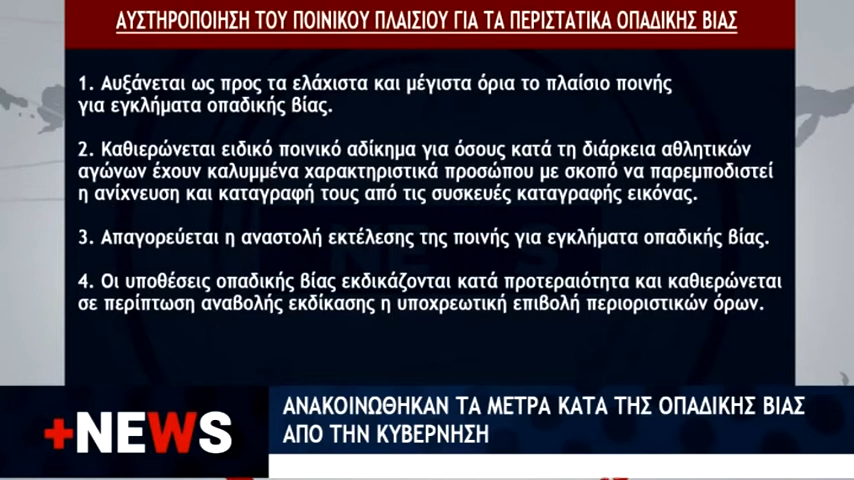 ΑΥΣΤΗΡΟΠΟΙΗΣΗ ΤΟΥ ΠΟΙΝΙΚΟΥ ΠΛΑΙΣΙΟΥ ΓΙΑ ΤΑ ΠΕΡΙΣΤΑΤΙΚΑ ΟΠΑΔΙΚΗΣ ΒΙΑΣ
1. Αυξάνεται ως προς τα ελάχιστα και μέγιστα όρια το πλαίσιο ποινής
για εγκλήματα οπαδικής βίας.
2. Καθιερώνεται ειδικό ποινικό αδίκημα για όσους κατά τη διάρκεια αθλητικών
αγώνων έχουν καλυμμένα χαρακτηριστικά προσώπου με σκοπό να παρεμποδιστεί
η ανίχνευση και καταγραφή τους από τις συσκευές καταγραφής εικόνας.
3. Απαγορεύεται η αναστολή εκτέλεσης της ποινής για εγκλήματα οπαδικής βίας.
4. Οι υποθέσεις οπαδικής βίας εκδικάζονται κατά προτεραιότητα και καθιερώνεται
σε περίπτωση αναβολής εκδίκασης η υποχρεωτική επιβολή περιοριστικών όρων.
+NEWS
ΑΝΑΚΟΙΝΩΘΗΚΑΝ ΤΑ ΜΕΤΡΑ ΚΑΤΑ ΤΗΣ ΟΠΑΔΙΚΗΣ ΒΙΑΣ
ΑΠΟ ΤΗΝ ΚΥΒΕΡΝΗΣΗ